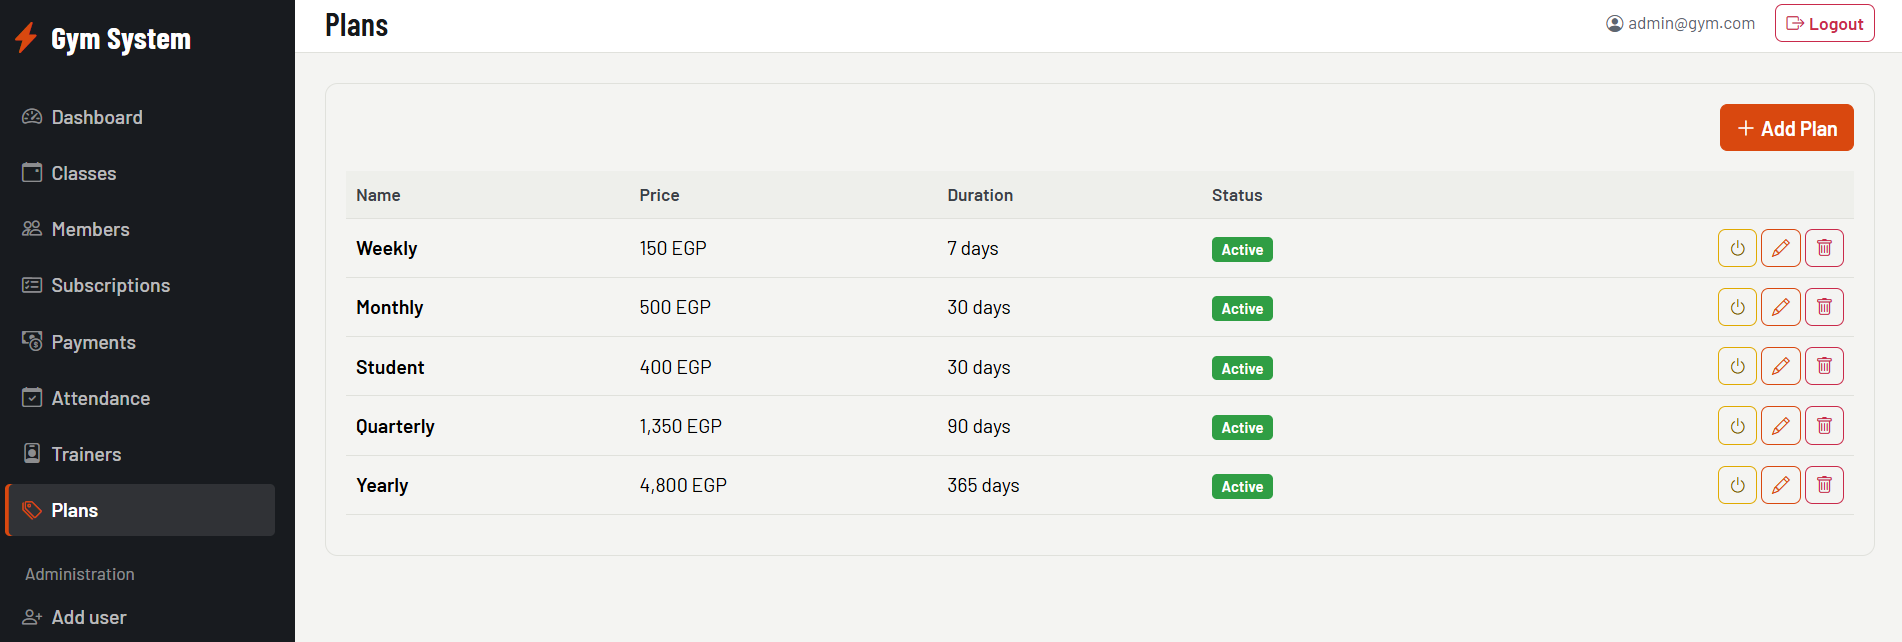 Gym System
Dashboard
Classes
Members
Subscriptions
Payments
Attendance
Trainers
Plans
Administration
Add user
Plans
admin@gym.com
Logout
+ Add Plan
Name Price Duration Status
Weekly 150 EGP 7 days Active
Monthly 500 EGP 30 days Active
Student 400 EGP 30 days Active
Quarterly 1,350 EGP 90 days Active
Yearly 4,800 EGP 365 days Active